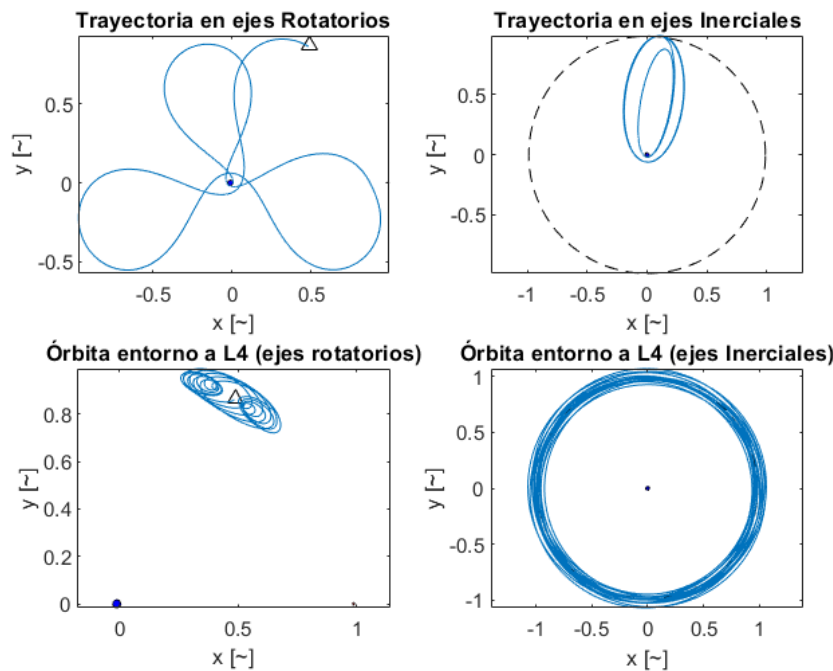 Trayectoria en ejes Rotatorios
y [~]
0.5
0
-0.5
-0.5
0
0.5
x [~]
Trayectoria en ejes Inerciales
y [~]
0.5
0
-0.5
-1
-0.5
0
0.5
1
x [~]
Órbita entorno a L4 (ejes rotatorios)
y [~]
0.8
0.6
0.4
0.2
0
0
0.5
1
x [~]
Órbita entorno a L4 (ejes Inerciales)
y [~]
1
0.5
0
-0.5
-1
-1
-0.5
0
0.5
1
x [~]